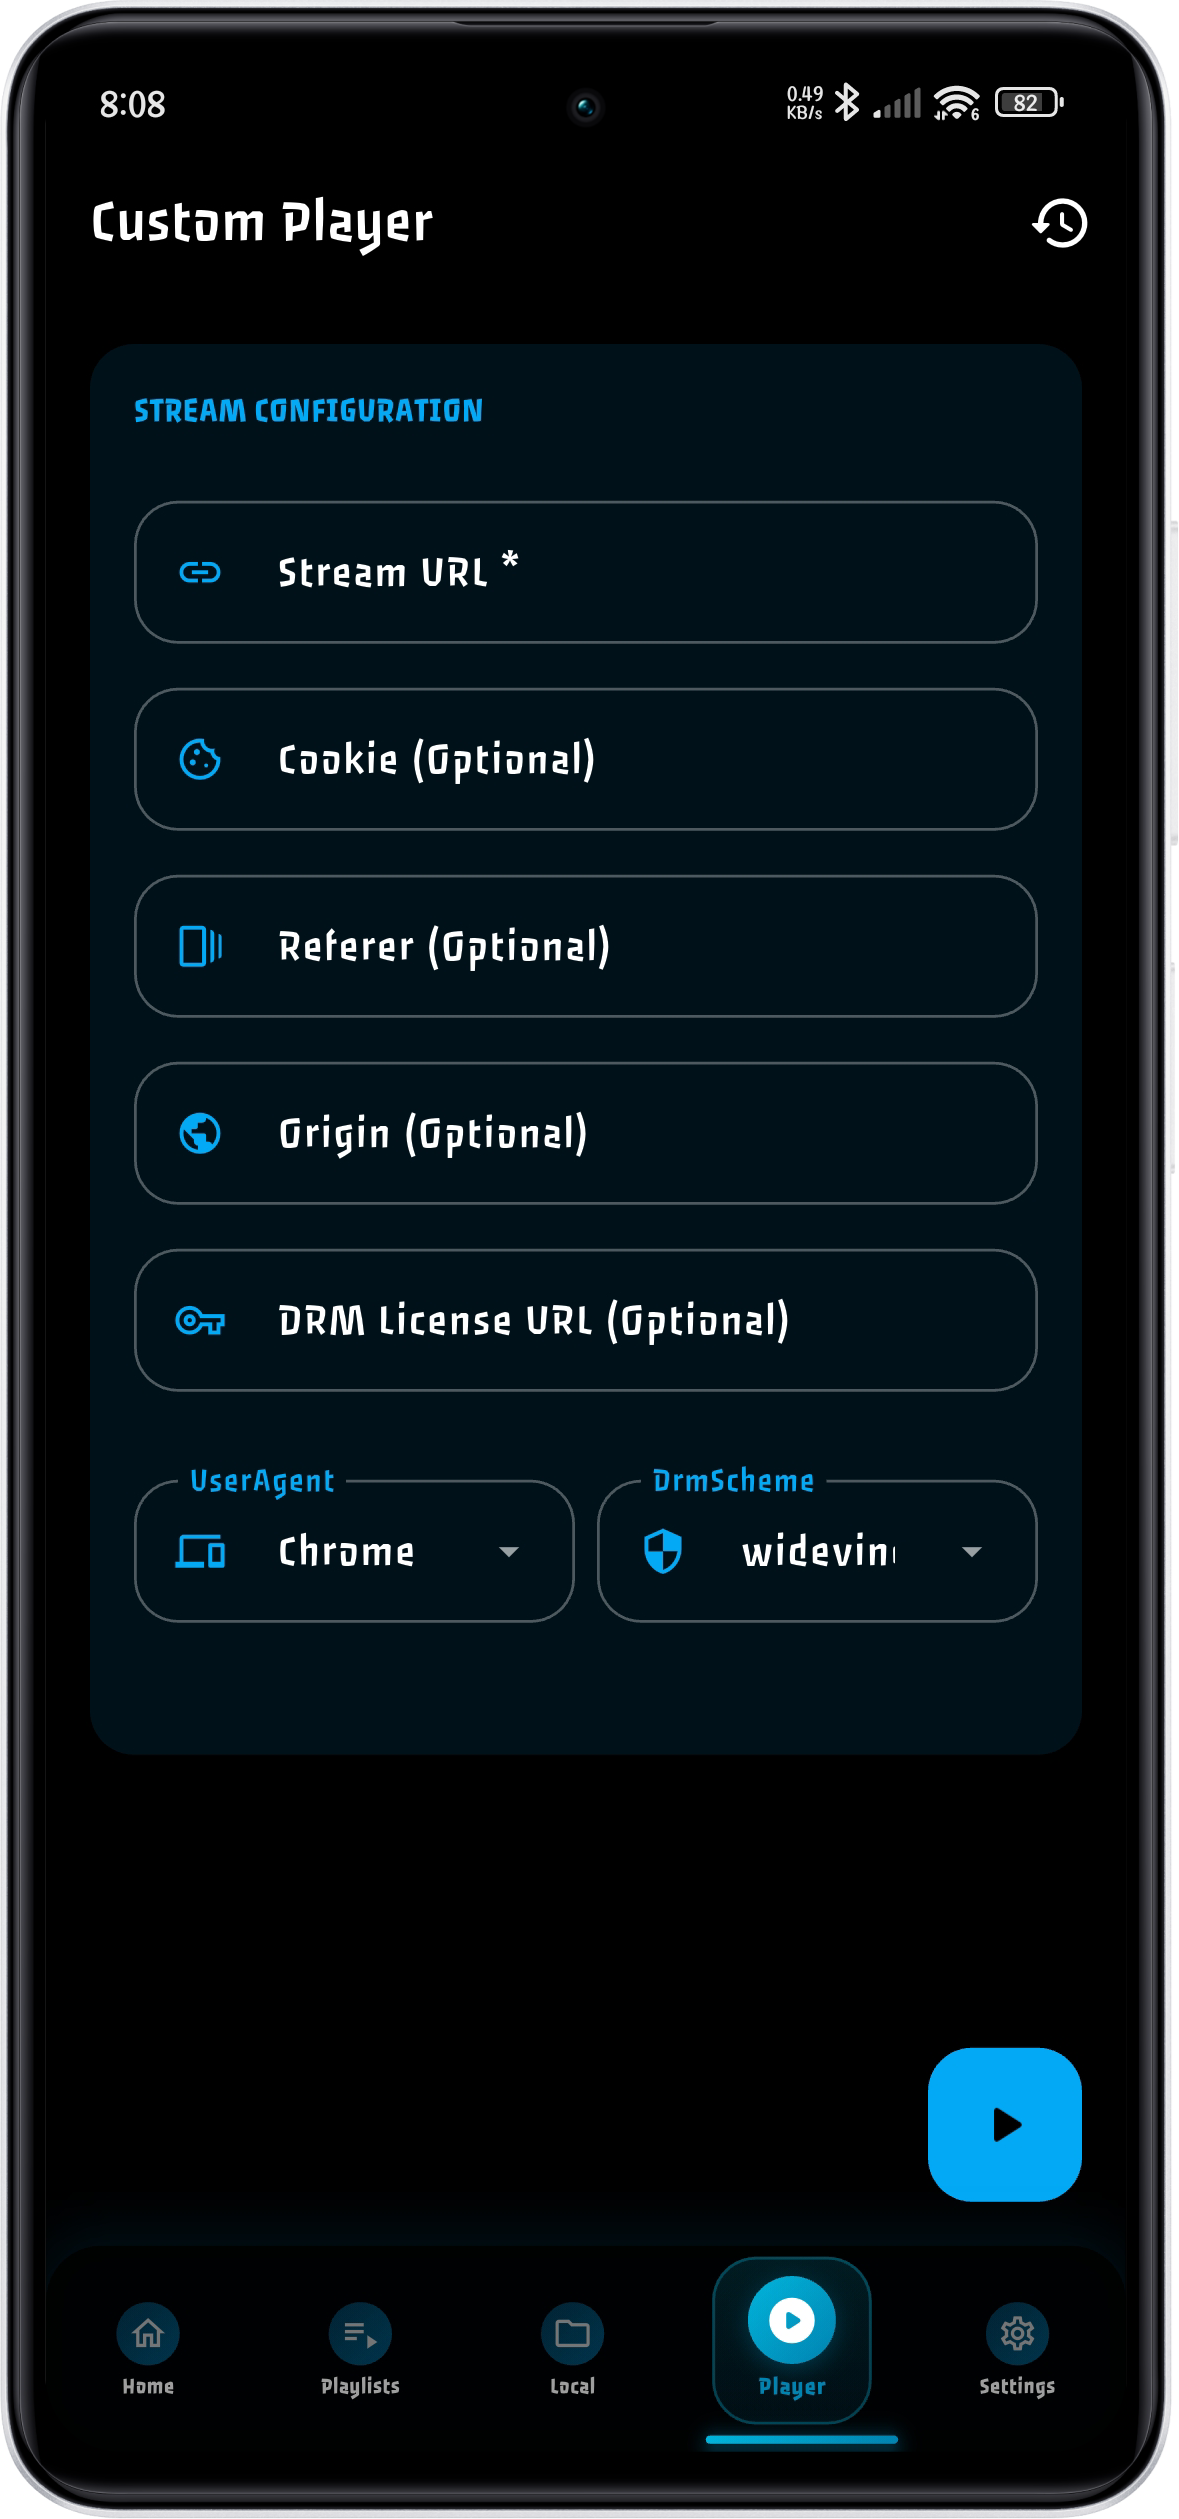 8:08
0.49
KB/s
6
82
Custom Player
STREAM CONFIGURATION
Stream URL *
Cookie (Optional)
Referer (Optional)
Origin (Optional)
DRM License URL (Optional)
UserAgent DrmScheme
Chrome widevin
Home Playlists Local Player Settings